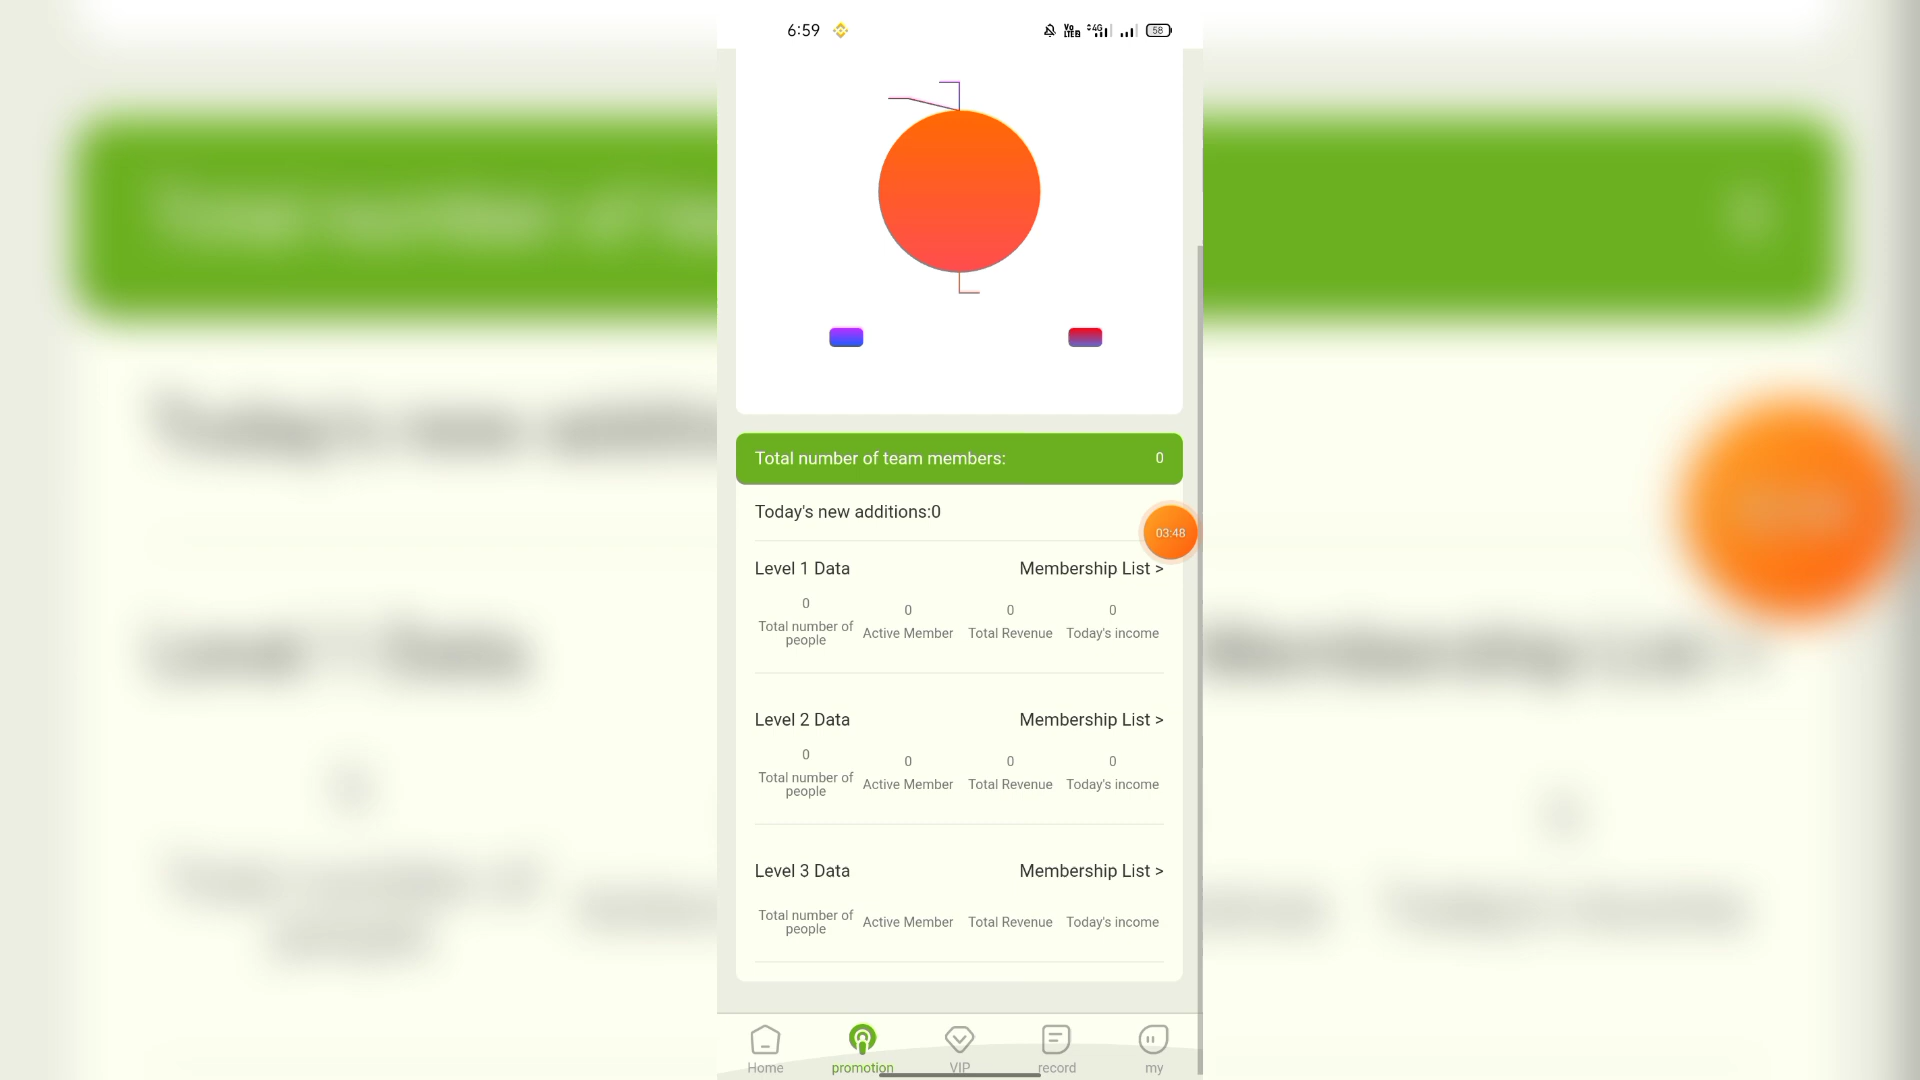 6:59
58
Total number of team members: 0
Today's new additions:0
03:48
Level 1 Data Membership List >
0 0 0 0
Total number of people Active Member Total Revenue Today's income
Level 2 Data Membership List >
0 0 0 0
Total number of people Active Member Total Revenue Today's income
Level 3 Data Membership List >
Total number of people Active Member Total Revenue Today's income
Home promotion VIP record my